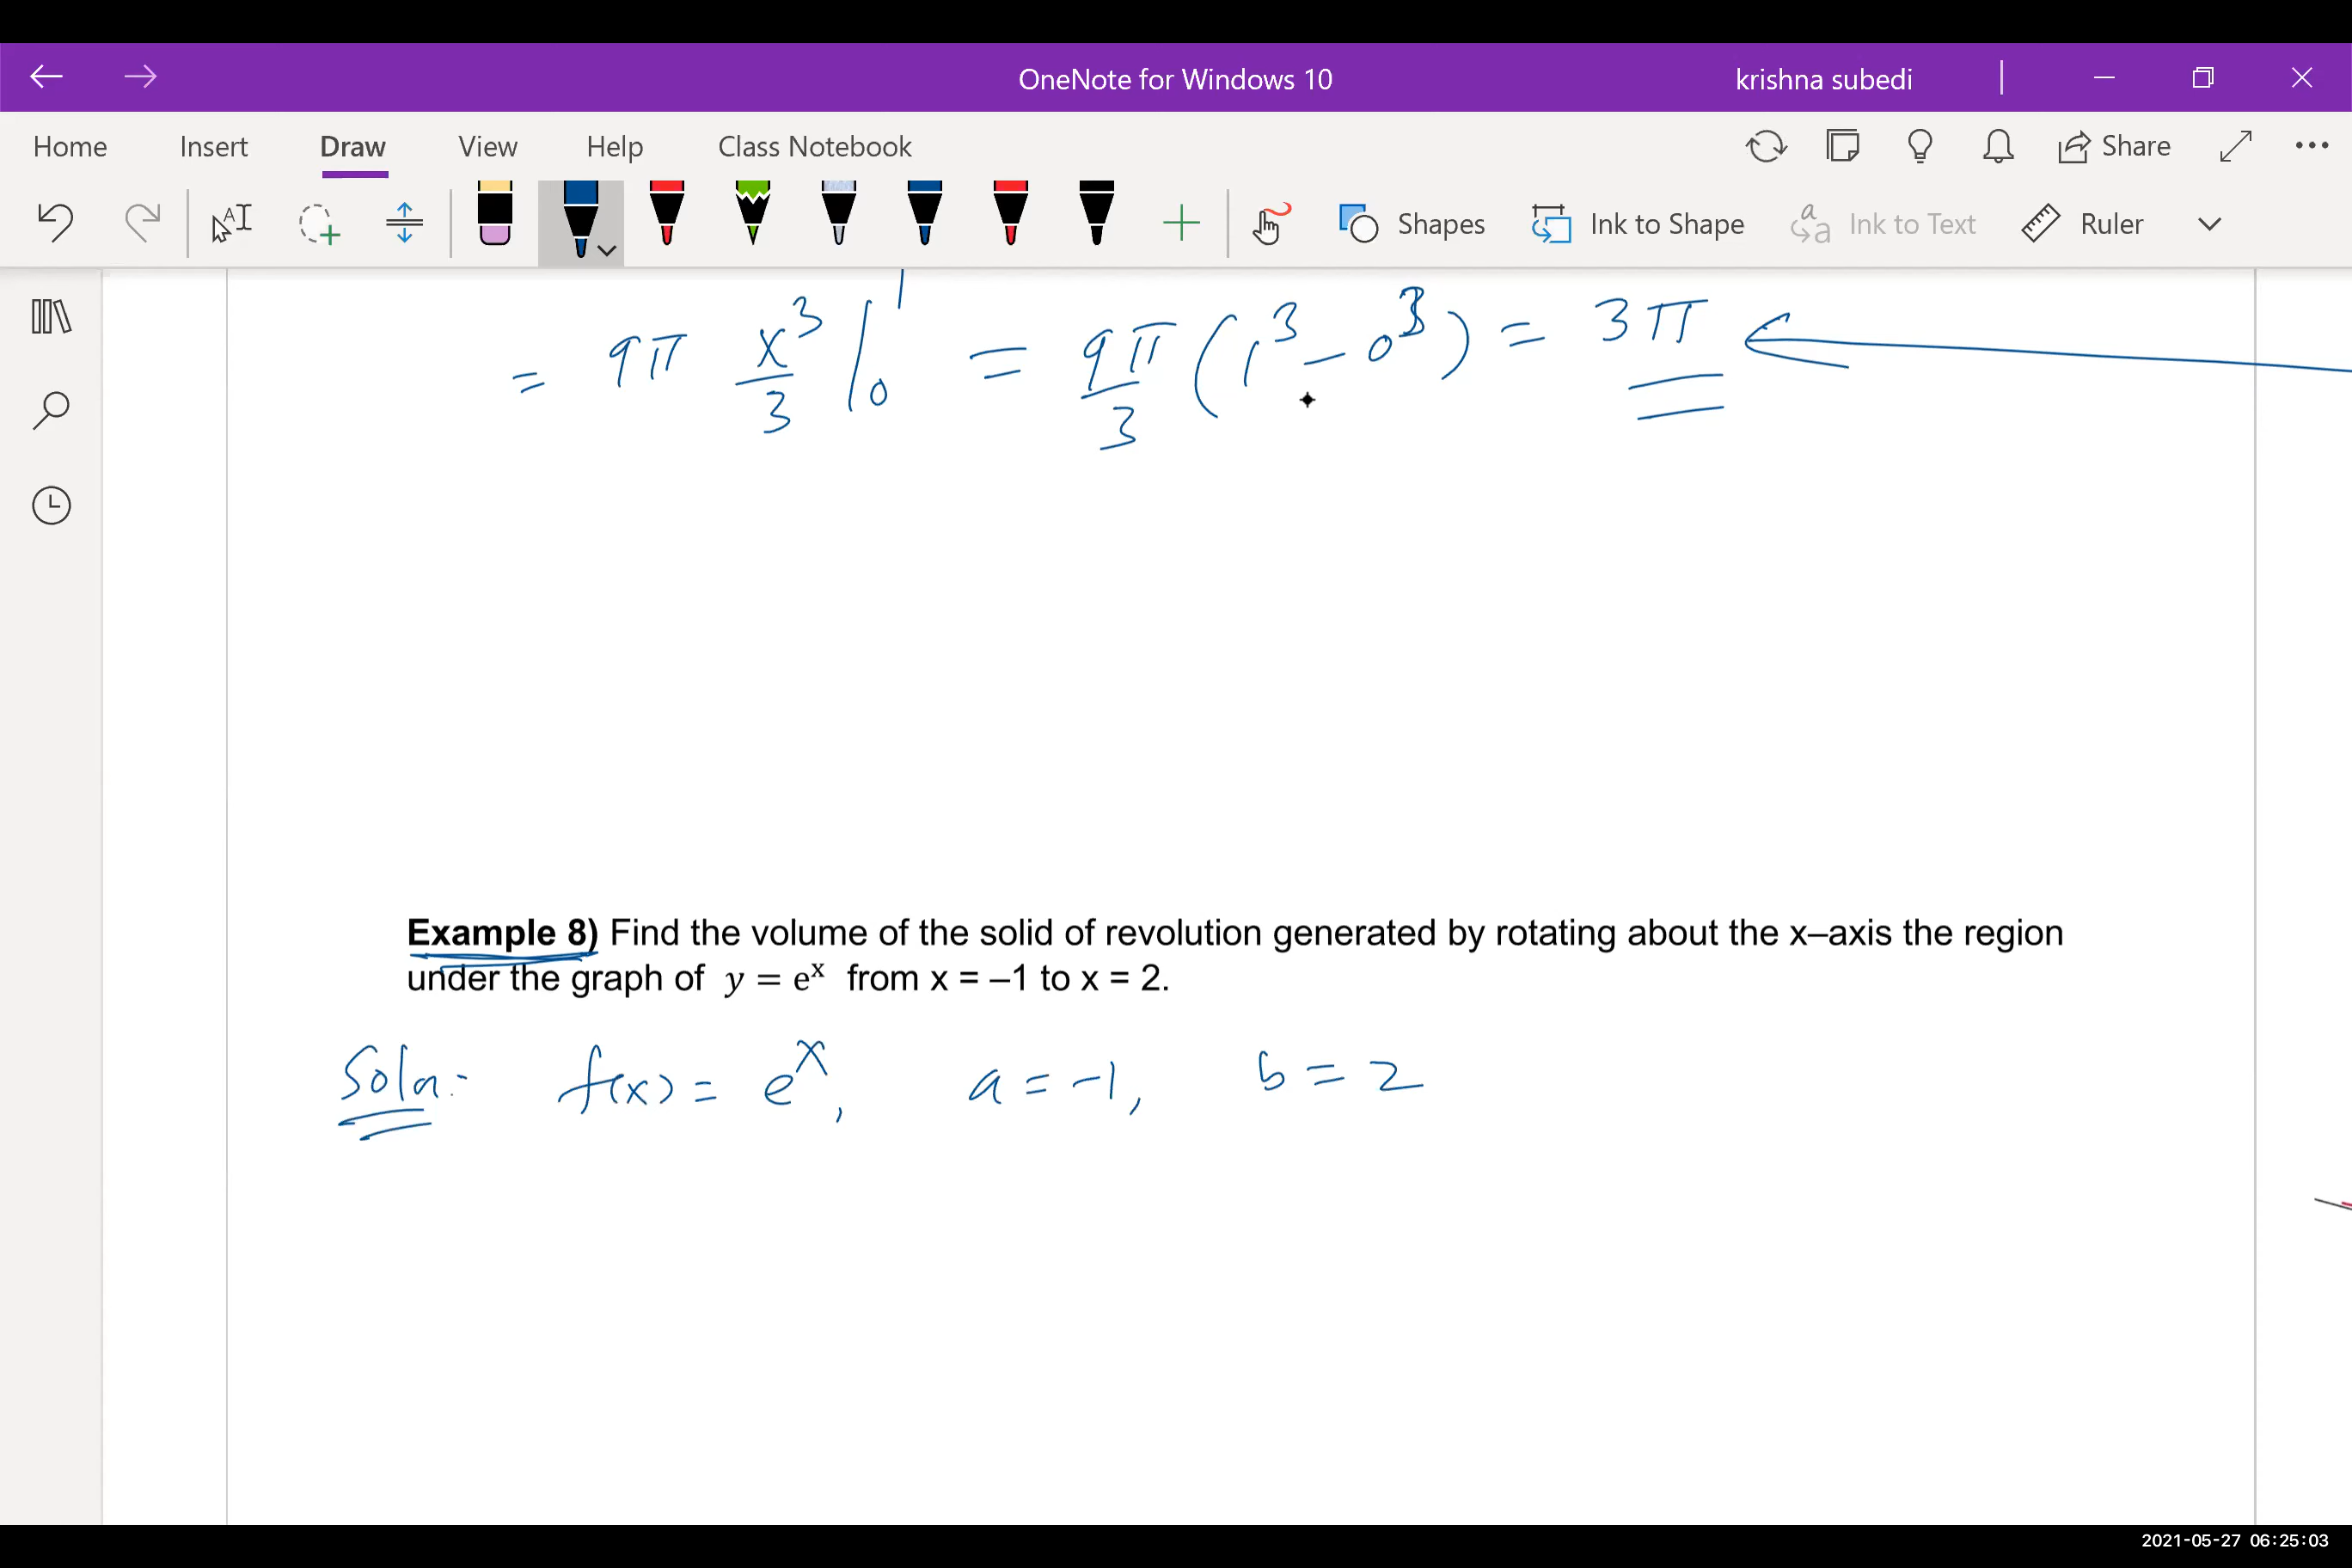 OneNote for Windows 10 krishna subedi
Home Insert Draw View Help Class Notebook Share
Shapes Ink to Shape Ink to Text Ruler
= 9π x³/3 |₀¹ = 9π/3 (1³ – 0³) = 3π
Example 8) Find the volume of the solid of revolution generated by rotating about the x–axis the region
under the graph of y = eˣ from x = –1 to x = 2.
Soln: f(x) = eˣ, a = -1, b = 2
2021-05-27 06:25:03